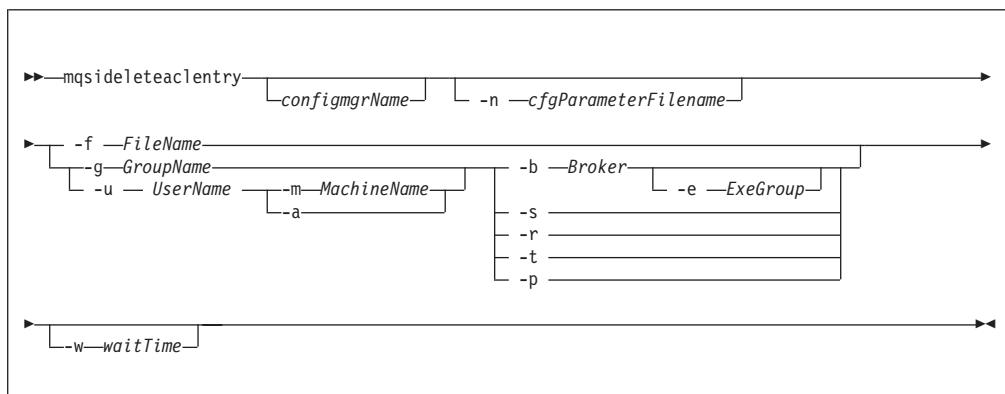 mqsideleteaclentry
configmgrName -n cfgParameterFilename
-f FileName
-g GroupName -b Broker
-u UserName -m MachineName -e ExeGroup
-a -s
-r
-t
-p
-w waitTime